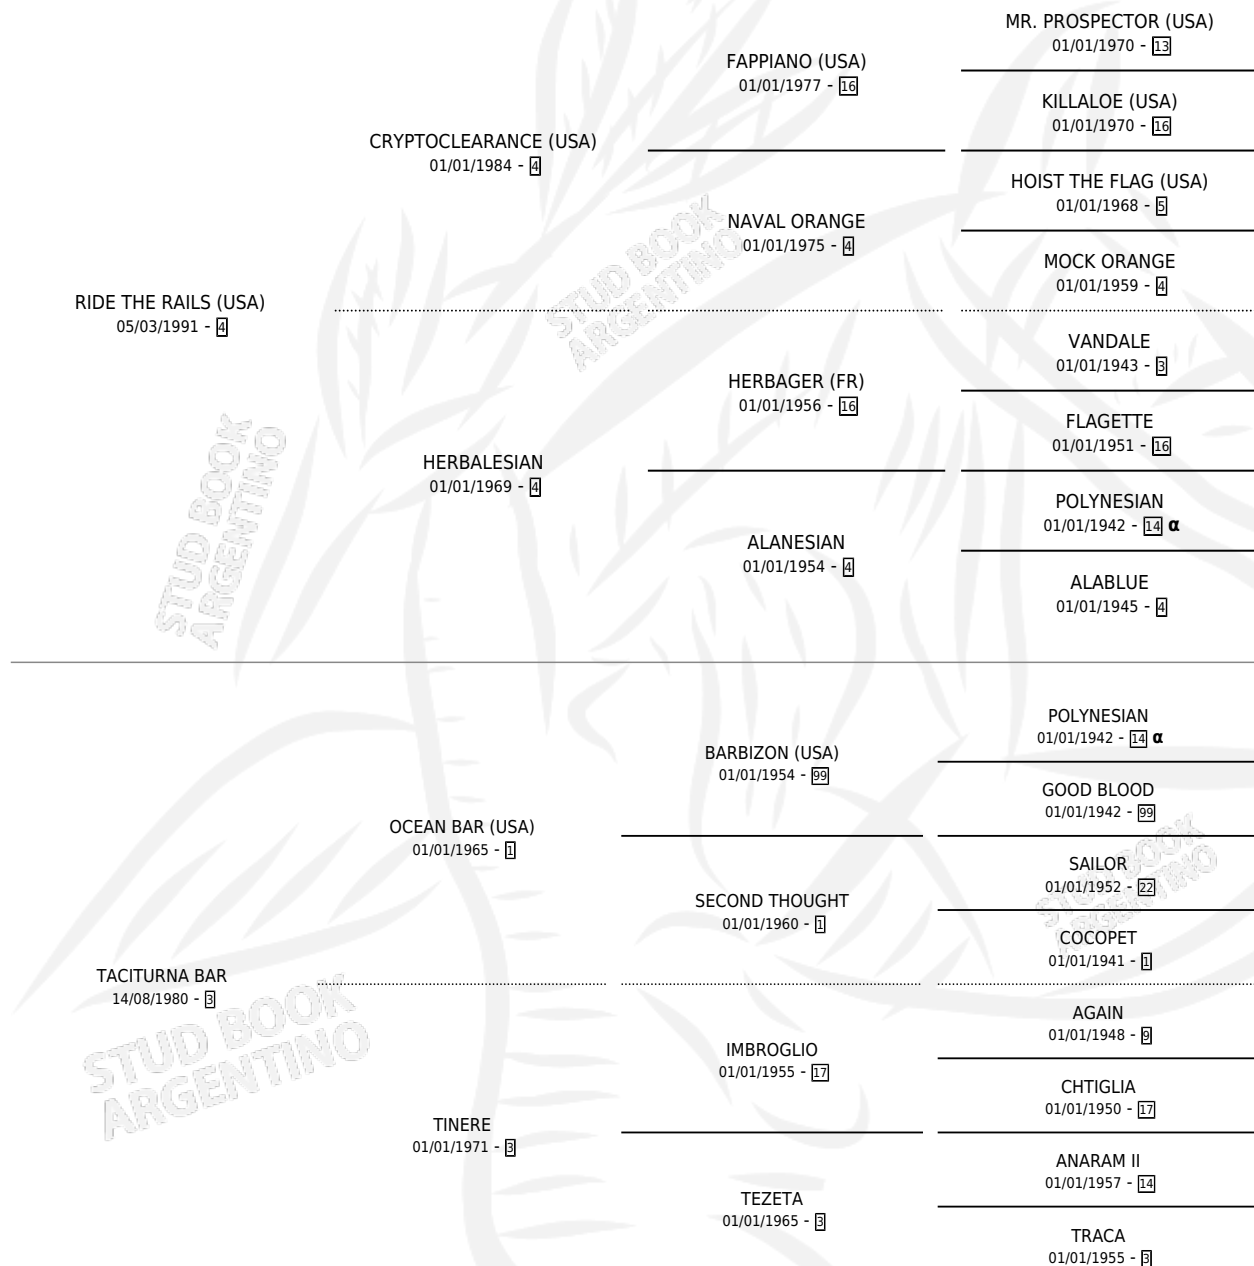 MR. PROSPECTOR (USA)
01/01/1970 - 13
FAPPIANO (USA)
01/01/1977 - 16
KILLALOE (USA)
01/01/1970 - 16
CRYPTOCLEARANCE (USA)
01/01/1984 - 4
HOIST THE FLAG (USA)
01/01/1968 - 5
NAVAL ORANGE
01/01/1975 - 4
MOCK ORANGE
01/01/1959 - 4
RIDE THE RAILS (USA)
05/03/1991 - 4
VANDALE
01/01/1943 - 3
HERBAGER (FR)
01/01/1956 - 16
FLAGETTE
01/01/1951 - 16
HERBALESIAN
01/01/1969 - 4
POLYNESIAN
01/01/1942 - 14 α
ALANESIAN
01/01/1954 - 4
ALABLUE
01/01/1945 - 4
POLYNESIAN
01/01/1942 - 14 α
BARBIZON (USA)
01/01/1954 - 99
GOOD BLOOD
01/01/1942 - 99
OCEAN BAR (USA)
01/01/1965 - 1
SAILOR
01/01/1952 - 22
SECOND THOUGHT
01/01/1960 - 1
COCOPET
01/01/1941 - 1
TACITURNA BAR
14/08/1980 - 3
AGAIN
01/01/1948 - 9
IMBROGLIO
01/01/1955 - 17
CHTIGLIA
01/01/1950 - 17
TINERE
01/01/1971 - 3
ANARAM II
01/01/1957 - 14
TEZETA
01/01/1965 - 3
TRACA
01/01/1955 - 3
STUD BOOK
ARGENTINO
STUD BOOK
ARGENTINO
STUD BOOK
ARGENTINO
STUD BOOK
ARGENTINO